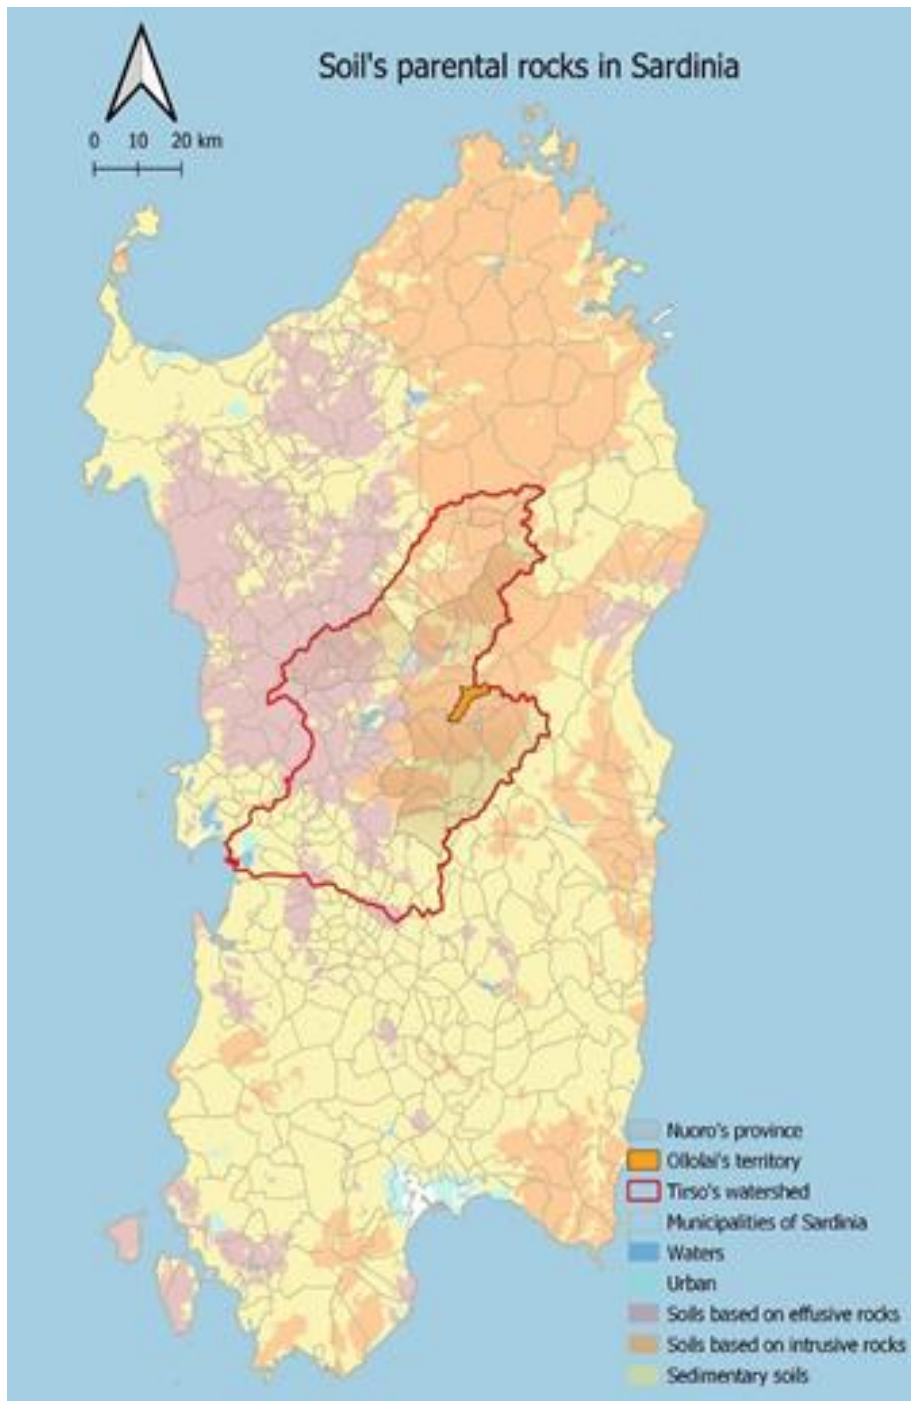 Soil's parental rocks in Sardinia
0 10 20 km
Nuoro's province
Ollolai's territory
Tirso's watershed
Municipalities of Sardinia
Waters
Urban
Soils based on effusive rocks
Soils based on intrusive rocks
Sedimentary soils